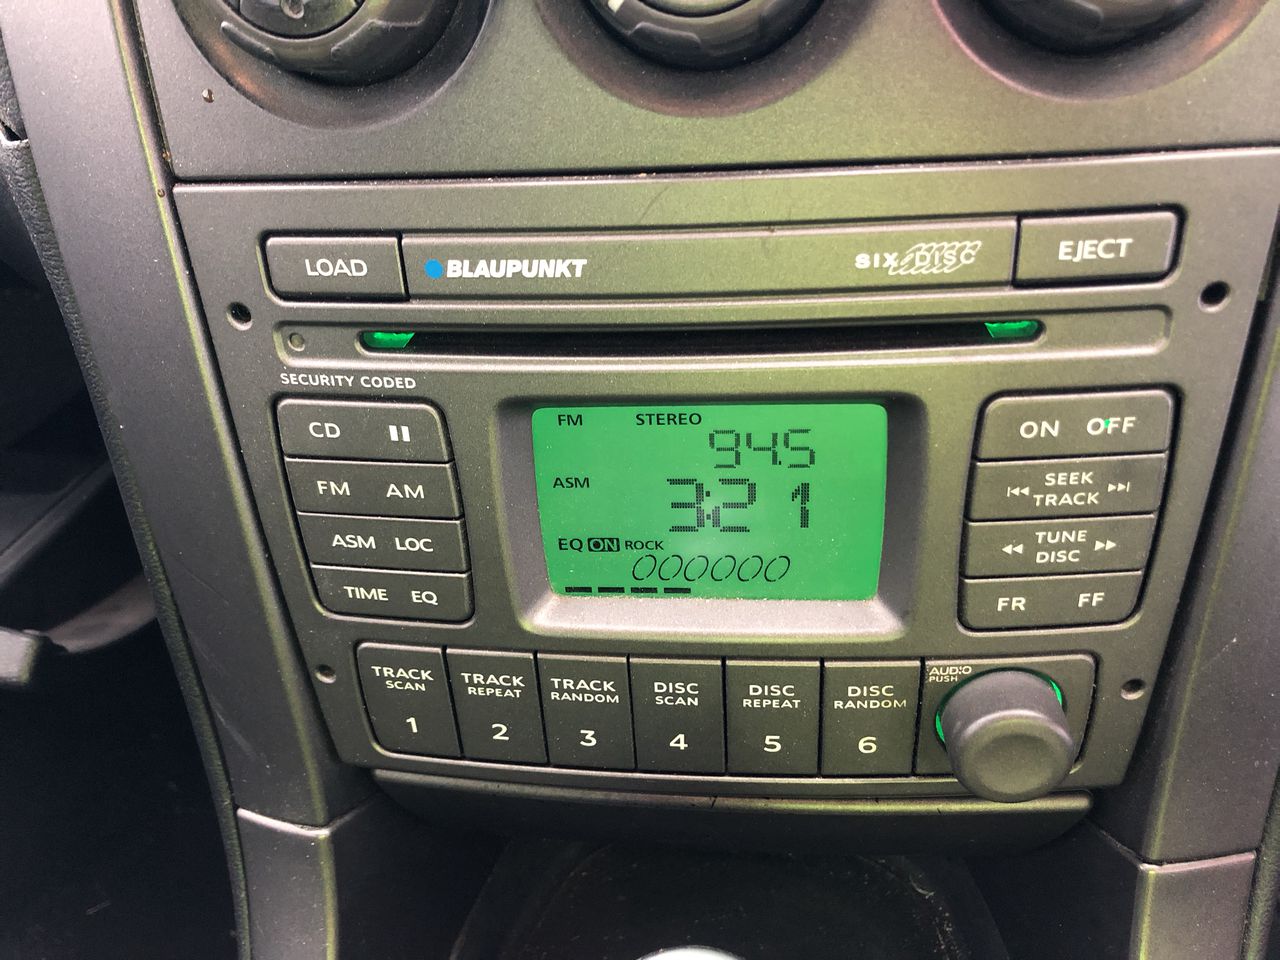 LOAD
BLAUPUNKT
SIX DISC
EJECT
SECURITY CODED
CD
FM AM
ASM LOC
TIME EQ
FM STEREO
94.5
ASM
3:21
EQ ON ROCK
ON OFF
SEEK
TRACK
TUNE
DISC
FR FF
TRACK
SCAN
1
TRACK
REPEAT
2
TRACK
RANDOM
3
DISC
SCAN
4
DISC
REPEAT
5
DISC
RANDOM
6
AUDIO
PUSH